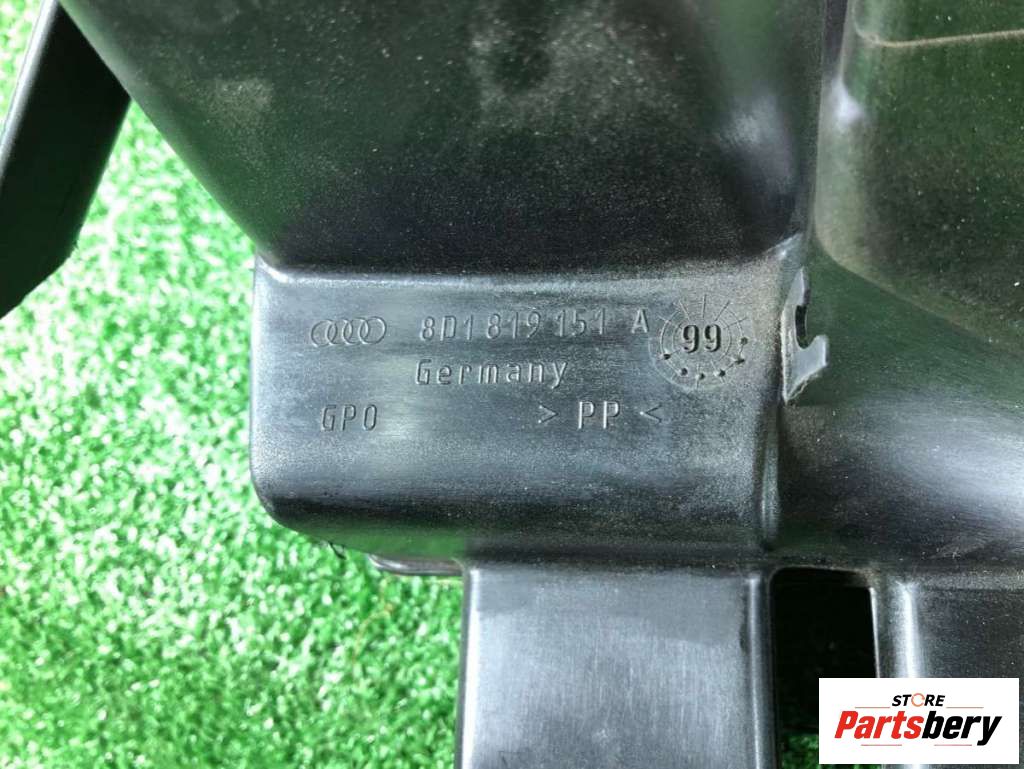 8D1 819 151 A
99
Germany
GPO > PP <
STORE
Partsbery